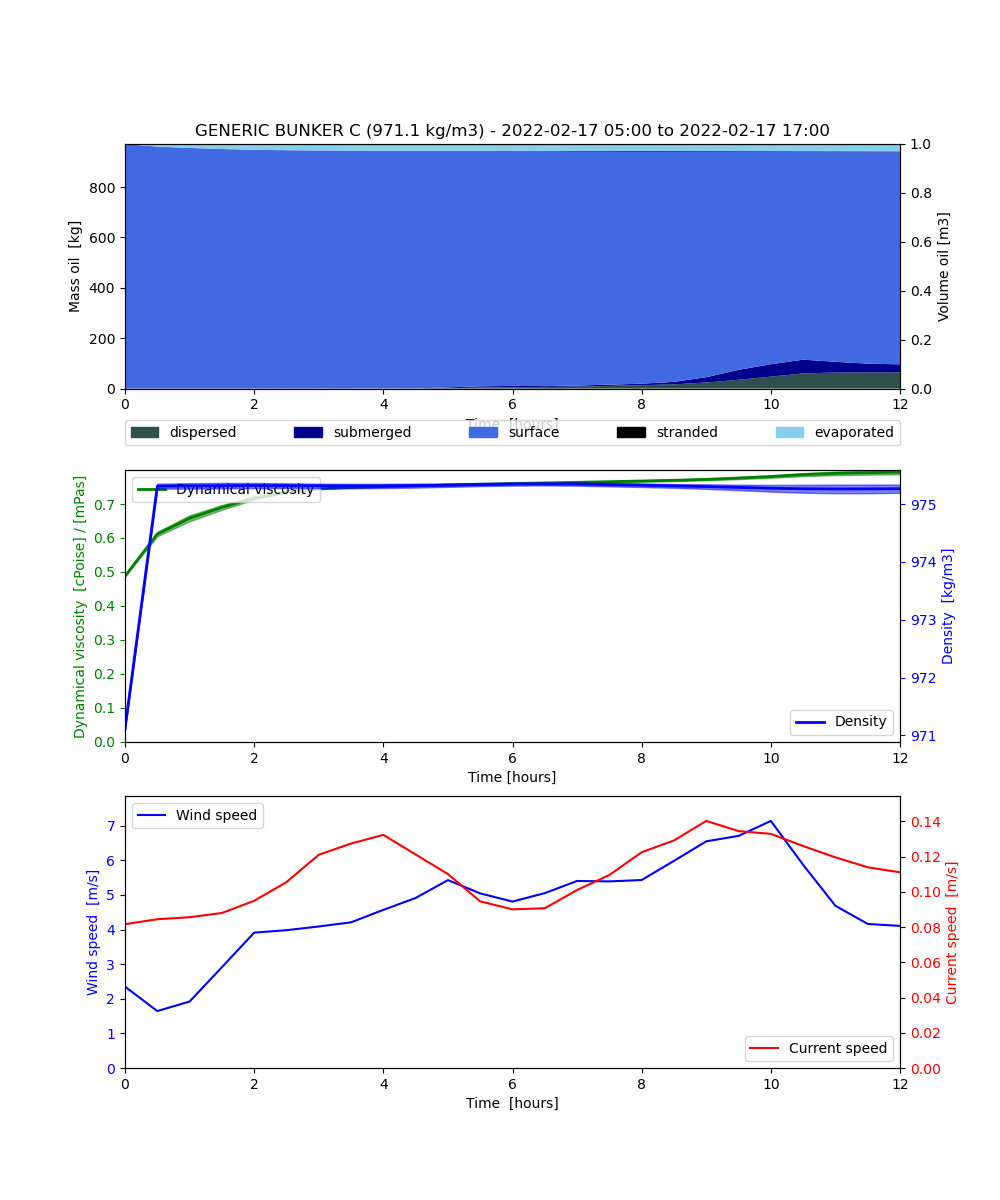 GENERIC BUNKER C (971.1 kg/m3) - 2022-02-17 05:00 to 2022-02-17 17:00
Mass oil [kg]
800
600
400
200
0
Volume oil [m3]
1.0
0.8
0.6
0.4
0.2
0.0
0 2 4 6 8 10 12
Time [hours]
dispersed submerged surface stranded evaporated
Dynamical viscosity [cPoise] / [mPas]
0.7
0.6
0.5
0.4
0.3
0.2
0.1
0.0
Dynamical viscosity
Density [kg/m3]
975
974
973
972
971
Density
0 2 4 6 8 10 12
Time [hours]
Wind speed [m/s]
7
6
5
4
3
2
1
0
Wind speed
Current speed [m/s]
0.14
0.12
0.10
0.08
0.06
0.04
0.02
0.00
Current speed
0 2 4 6 8 10 12
Time [hours]